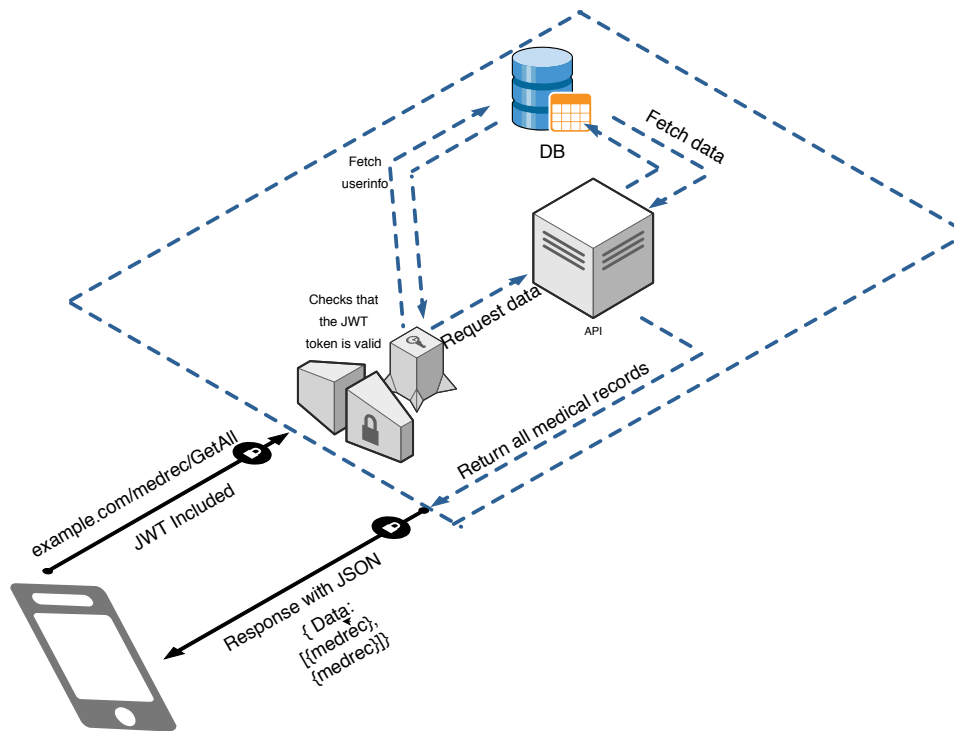 DB
Fetch data
Fetch
userinfo
API
Checks that
the JWT
token is valid
Request data
Return all medical records
example.com/medrec/GetAll
JWT Included
Response with JSON
{ Data:
[{medrec},
{medrec}]}